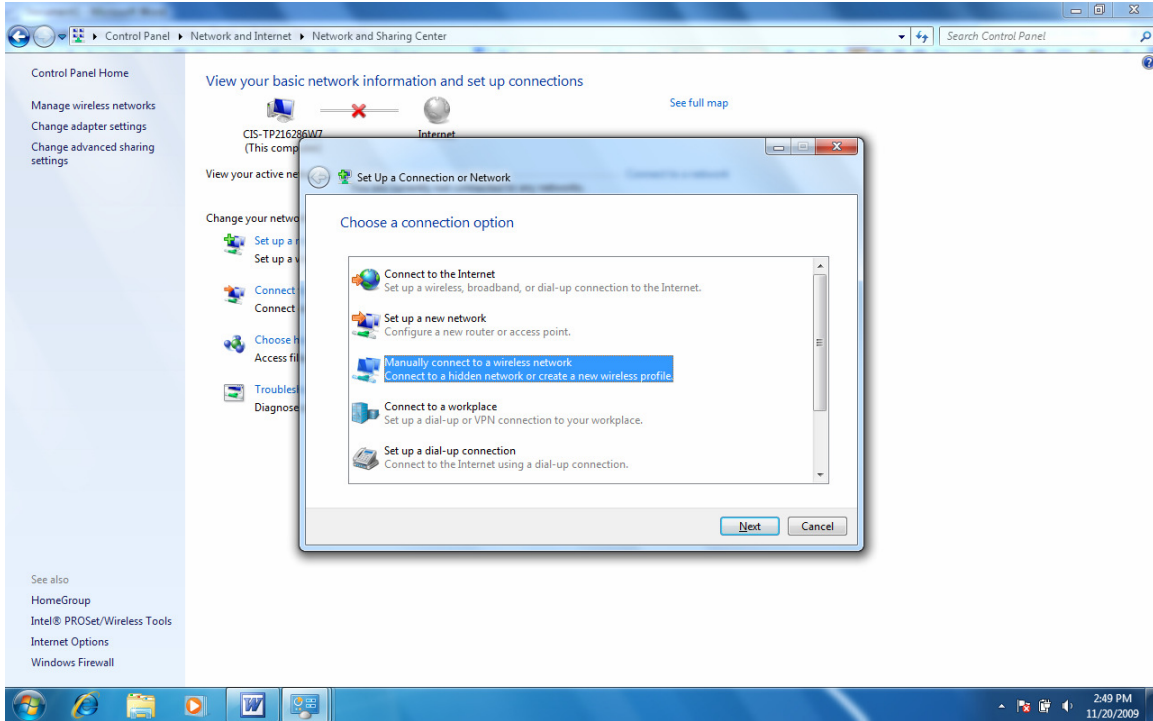 Control Panel ▸ Network and Internet ▸ Network and Sharing Center
Search Control Panel
Control Panel Home
Manage wireless networks
Change adapter settings
Change advanced sharing
settings
See also
HomeGroup
Intel® PROSet/Wireless Tools
Internet Options
Windows Firewall
View your basic network information and set up connections
See full map
CIS-TP216286W7
(This comp
Internet
View your active ne
Connect to a network
Change your netwo
Set up a
Set up a
Connect
Connect
Choose h
Access fil
Troubles
Diagnose
Set Up a Connection or Network
Choose a connection option
Connect to the Internet
Set up a wireless, broadband, or dial-up connection to the Internet.
Set up a new network
Configure a new router or access point.
Manually connect to a wireless network
Connect to a hidden network or create a new wireless profile.
Connect to a workplace
Set up a dial-up or VPN connection to your workplace.
Set up a dial-up connection
Connect to the Internet using a dial-up connection.
Next
Cancel
2:49 PM
11/20/2009